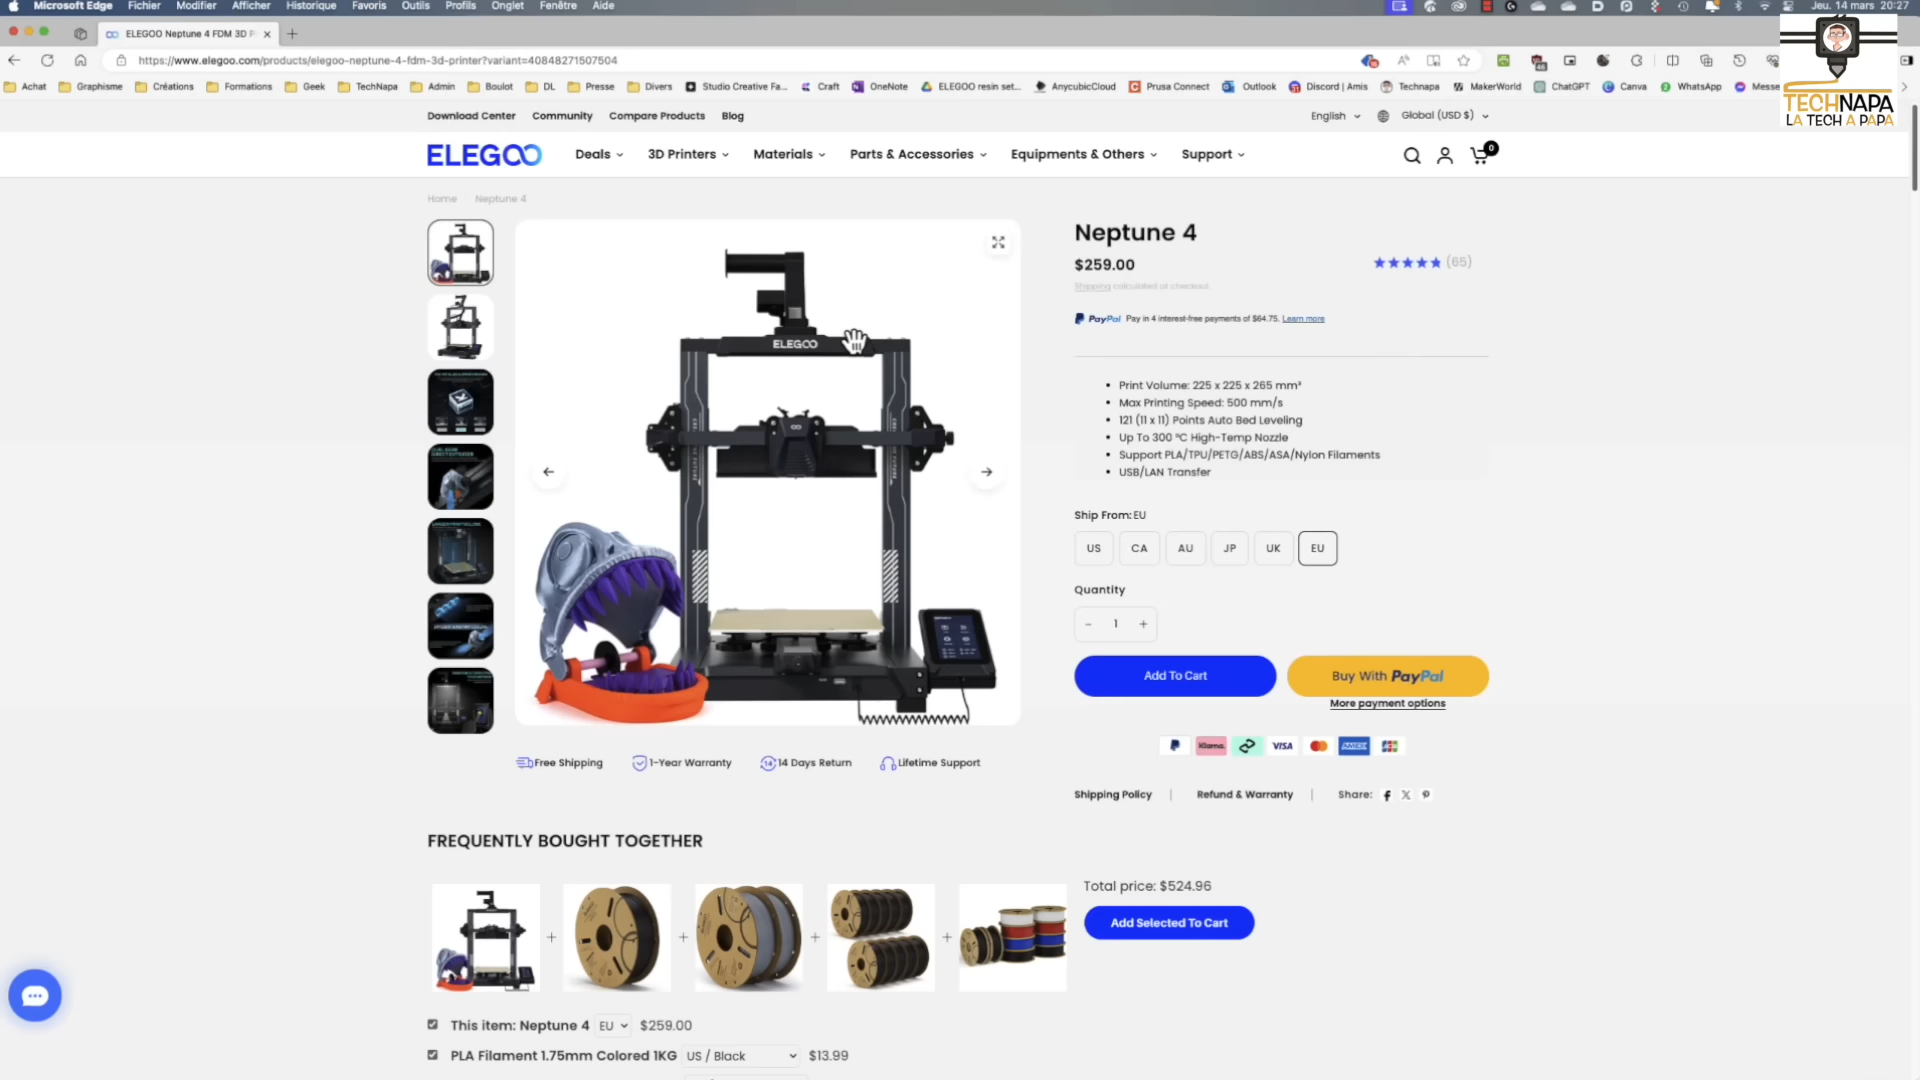 Microsoft Edge Fichier Modifier Afficher Historique Favoris Outils Profils Onglet Fenêtre Aide
Jeu. 14 mars 20:27
ELEGOO Neptune 4 FDM 3D P
https://www.elegoo.com/products/elegoo-neptune-4-fdm-3d-printer?variant=40848271507504
Achat Graphisme Créations Formations Geek TechNapa Admin Boulot DL Presse Divers Studio Creative Fa... Craft OneNote ELEGOO resin set... AnycubicCloud Prusa Connect Outlook Discord | Amis Technapa MakerWorld ChatGPT Canva WhatsApp Messe
TECHNAPA
LA TECH A PAPA
Download Center Community Compare Products Blog
English Global (USD $)
ELEGOO Deals 3D Printers Materials Parts & Accessories Equipments & Others Support
0
Home Neptune 4
Neptune 4
$259.00
(65)
Shipping calculated at checkout.
PayPal Pay in 4 interest-free payments of $64.75. Learn more
ELEGOO
Print Volume: 225 x 225 x 265 mm³
Max Printing Speed: 500 mm/s
121 (11 x 11) Points Auto Bed Leveling
Up To 300 °C High-Temp Nozzle
Support PLA/TPU/PETG/ABS/ASA/Nylon Filaments
USB/LAN Transfer
Ship From: EU
US CA AU JP UK EU
Quantity
- 1 +
Add To Cart
Buy With PayPal
More payment options
Klarna. VISA AMEX JCB
Free Shipping 1-Year Warranty 14 Days Return Lifetime Support
Shipping Policy | Refund & Warranty | Share:
FREQUENTLY BOUGHT TOGETHER
+ + + +
Total price: $524.96
Add Selected To Cart
This item: Neptune 4 EU $259.00
PLA Filament 1.75mm Colored 1KG US / Black $13.99